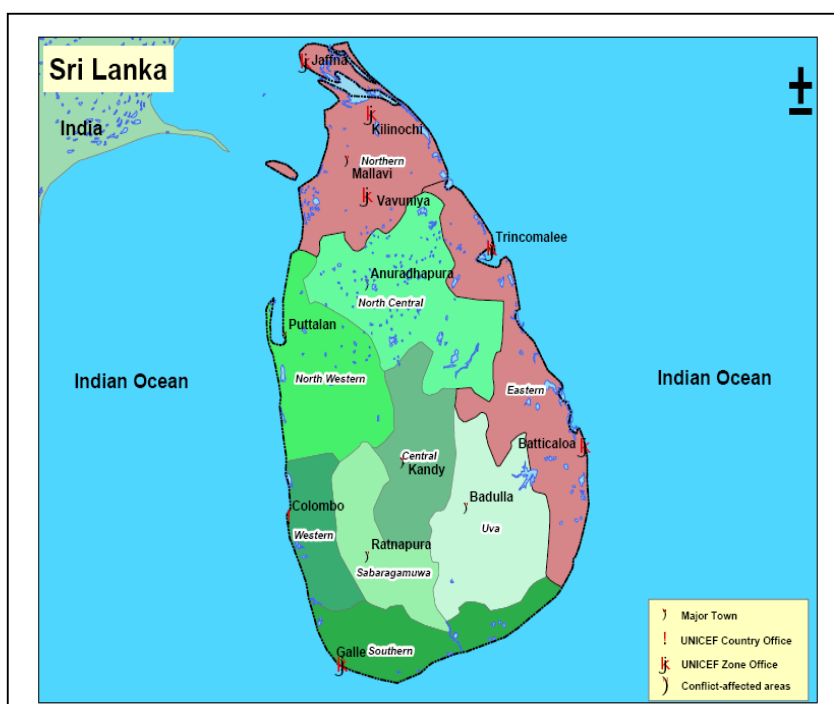 Sri Lanka
Jaffna
India
Kilinochi
Northern
Mallavi
Vavuniya
Trincomalee
Anuradhapura
North Central
Puttalan
Indian Ocean
North Western
Indian Ocean
Eastern
Batticaloa
Central
Kandy
Badulla
Colombo
Uva
Western
Ratnapura
Sabaragamuwa
Galle
Southern
Major Town
! UNICEF Country Office
UNICEF Zone Office
Conflict-affected areas